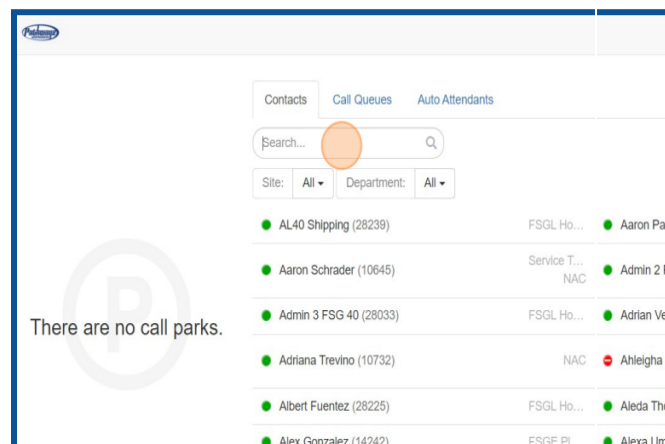 Contacts Call Queues Auto Attendants
Search...
Site: All Department: All
AL40 Shipping (28239) FSGL Ho... Aaron Pa
Aaron Schrader (10645) Service T... NAC Admin 2
Admin 3 FSG 40 (28033) FSGL Ho... Adrian Ve
There are no call parks.
Adriana Trevino (10732) NAC Ahleigha
Albert Fuentez (28225) FSGL Ho... Aleda Th
Alex Gonzalez (14242) FSGE Pl... Alexa Um